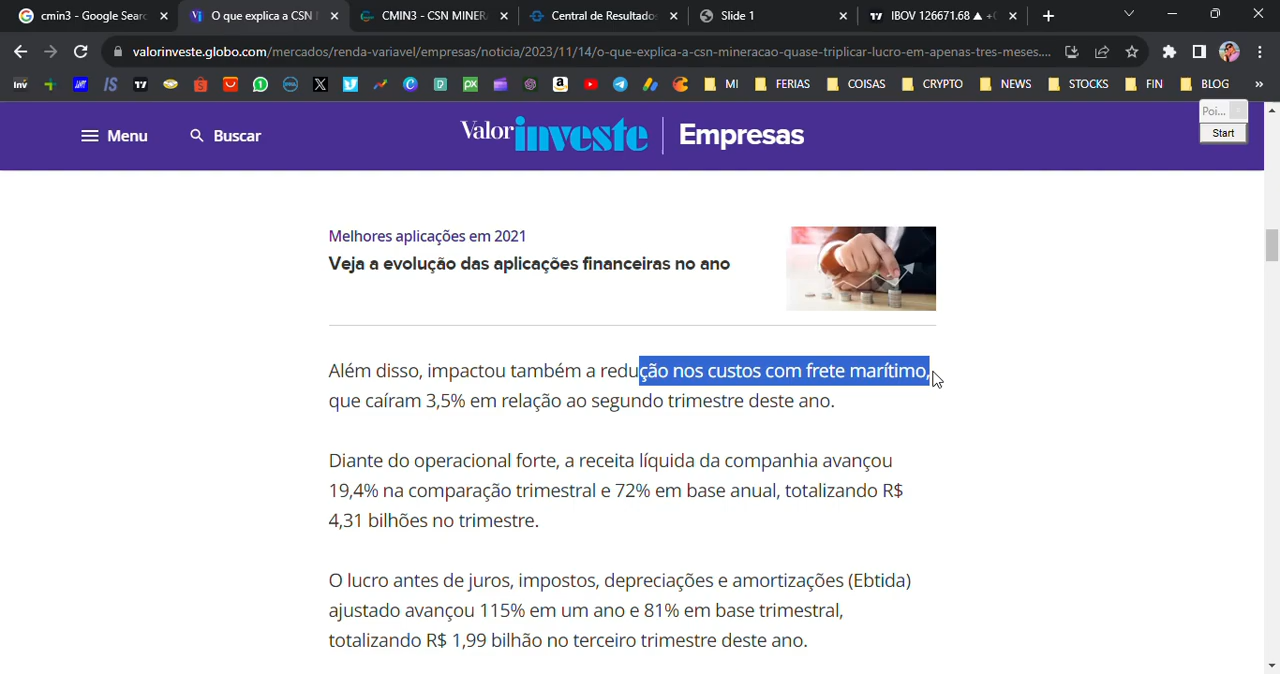 cmin3 - Google Searc
O que explica a CSN
CMIN3 - CSN MINER
Central de Resultado
Slide 1
IBOV 126671.68 ▲ +
valorinveste.globo.com/mercados/renda-variavel/empresas/noticia/2023/11/14/o-que-explica-a-csn-mineracao-quase-triplicar-lucro-em-apenas-tres-meses....
MI
FERIAS
COISAS
CRYPTO
NEWS
STOCKS
FIN
BLOG
»
Poi...
Start
Menu
Buscar
Valor investe
Empresas
Melhores aplicações em 2021
Veja a evolução das aplicações financeiras no ano
Além disso, impactou também a redução nos custos com frete marítimo,
que caíram 3,5% em relação ao segundo trimestre deste ano.
Diante do operacional forte, a receita líquida da companhia avançou
19,4% na comparação trimestral e 72% em base anual, totalizando R$
4,31 bilhões no trimestre.
O lucro antes de juros, impostos, depreciações e amortizações (Ebtida)
ajustado avançou 115% em um ano e 81% em base trimestral,
totalizando R$ 1,99 bilhão no terceiro trimestre deste ano.